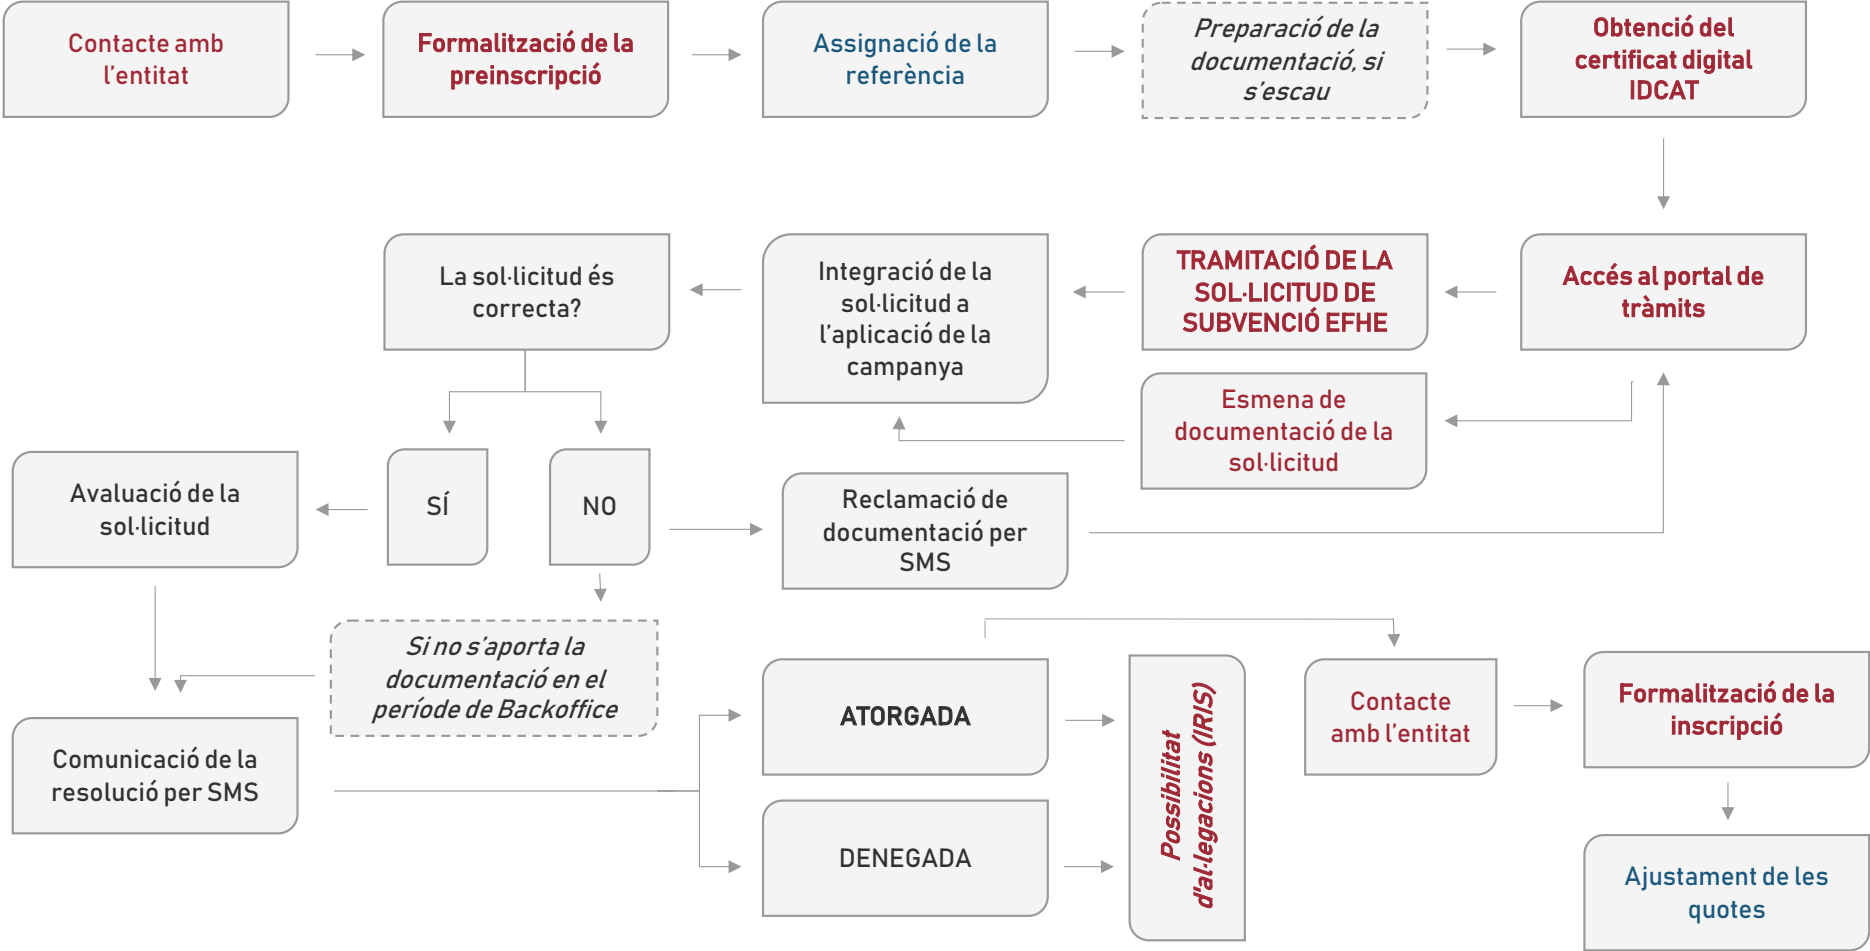 Contacte amb
l'entitat
Formalització de la
preinscripció
Assignació de la
referència
Preparació de la
documentació, si
s'escau
Obtenció del
certificat digital
IDCAT
La sol·licitud és
correcta?
Integració de la
sol·licitud a
l'aplicació de la
campanya
TRAMITACIÓ DE LA
SOL·LICITUD DE
SUBVENCIÓ EFHE
Accés al portal de
tràmits
Esmena de
documentació de la
sol·licitud
Avaluació de la
sol·licitud
SÍ
NO
Reclamació de
documentació per
SMS
Si no s'aporta la
documentació en el
període de Backoffice
Comunicació de la
resolució per SMS
ATORGADA
DENEGADA
Possibilitat
d'al·legacions (IRIS)
Contacte
amb l'entitat
Formalització de la
inscripció
Ajustament de les
quotes